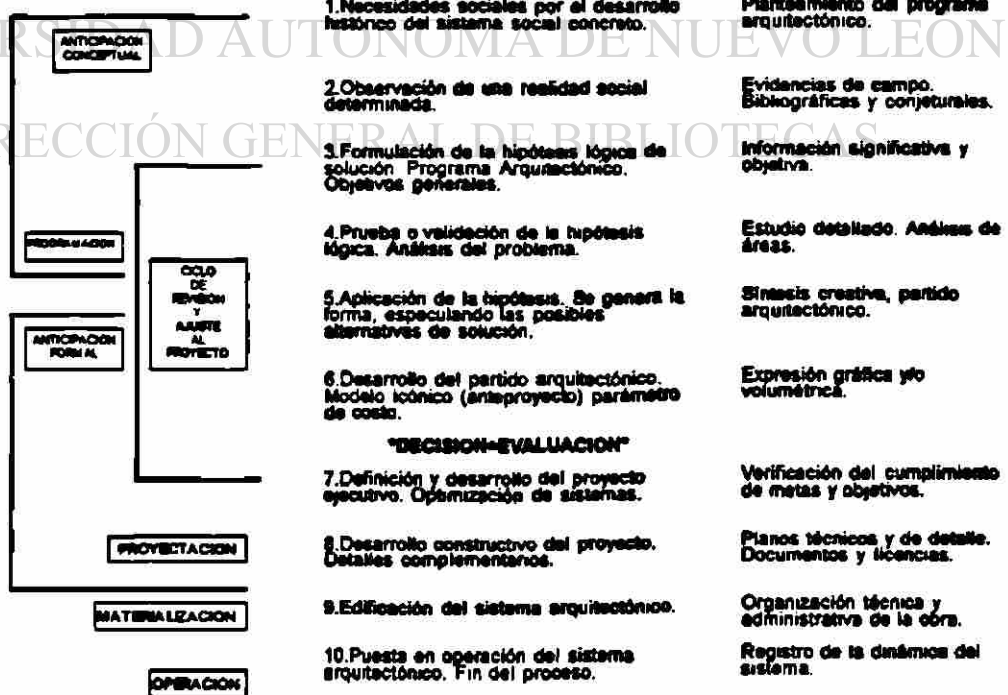 1.Necesidades sociales por el desarrollo
histórico del sistema social concreto.
Planteamiento del programa
arquitectónico.
RSIDAD AUTÓNOMA DE NUEVO LEÓN
ANTICIPACION
CONCEPTUAL
2.Observación de una realidad social
determinada.
Evidencias de campo.
Bibliográficas y conjeturales.
RECCIÓN GENERAL DE BIBLIOTECAS
3.Formulación de la hipótesis lógica de
solución Programa Arquitectónico.
Objetivos generales.
Información significativa y
objetiva.
PROGRAMACION
4.Prueba o validación de la hipótesis
lógica. Análisis del problema.
Estudio detallado. Análisis de
áreas.
CICLO
DE
REVISION
Y
AJUSTE
AL
PROYECTO
5.Aplicación de la hipótesis. Se genera la
forma, especulando las posibles
alternativas de solución.
Síntesis creativa, partido
arquitectónico.
ANTICIPACION
FORMAL
6.Desarrollo del partido arquitectónico.
Modelo icónico (anteproyecto) parámetro
de costo.
Expresión gráfica y/o
volumétrica.
"DECISION-EVALUACION"
7.Definición y desarrollo del proyecto
ejecutivo. Optimización de sistemas.
Verificación del cumplimiento
de metas y objetivos.
PROYECTACION
8.Desarrollo constructivo del proyecto.
Detalles complementarios.
Planos técnicos y de detalle.
Documentos y licencias.
MATERIALIZACION
9.Edificación del sistema arquitectónico.
Organización técnica y
administrativa de la obra.
OPERACION
10.Puesta en operación del sistema
arquitectónico. Fin del proceso.
Registro de la dinámica del
sistema.